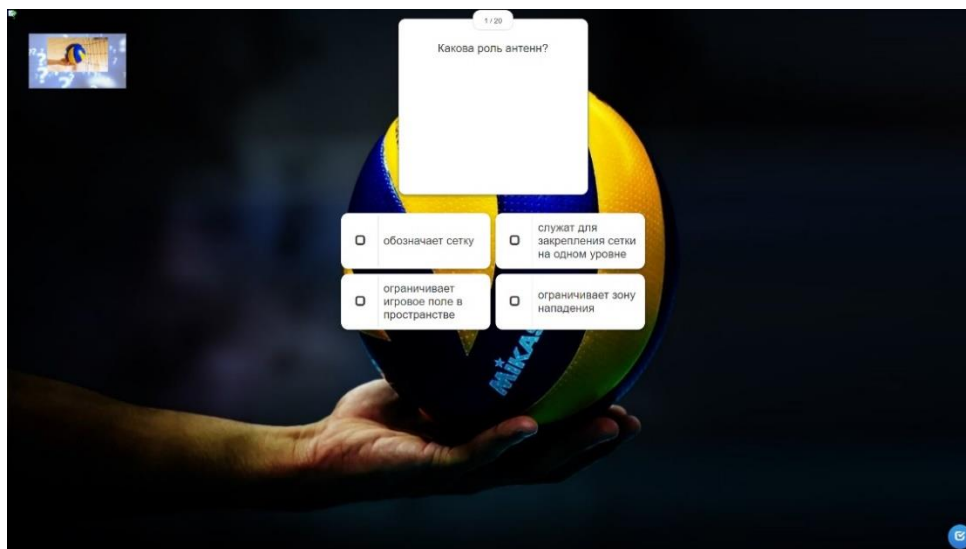 1 / 20
Какова роль антенн?
обозначает сетку
служат для
закрепления сетки
на одном уровне
ограничивает
игровое поле в
пространстве
ограничивает зону
нападения
MIKAS